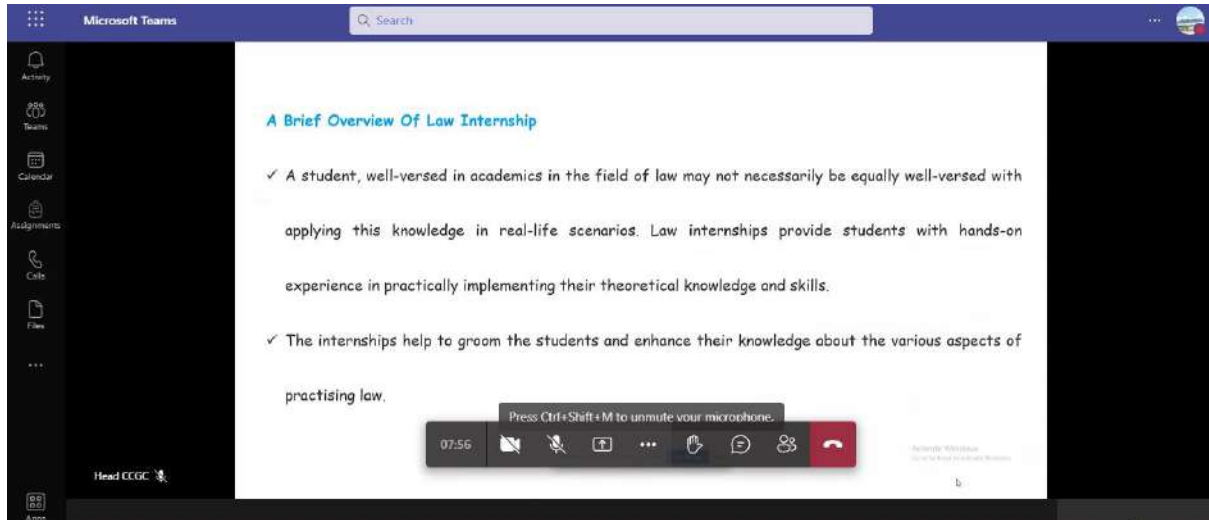 Microsoft Teams
Search
Activity
Teams
Calendar
Assignments
Calls
Files
A Brief Overview Of Law Internship
✓ A student, well-versed in academics in the field of law may not necessarily be equally well-versed with
applying this knowledge in real-life scenarios. Law internships provide students with hands-on
experience in practically implementing their theoretical knowledge and skills.
✓ The internships help to groom the students and enhance their knowledge about the various aspects of
practising law.
Press Ctrl+Shift+M to unmute your microphone.
07:56
Head CCGC
Apps